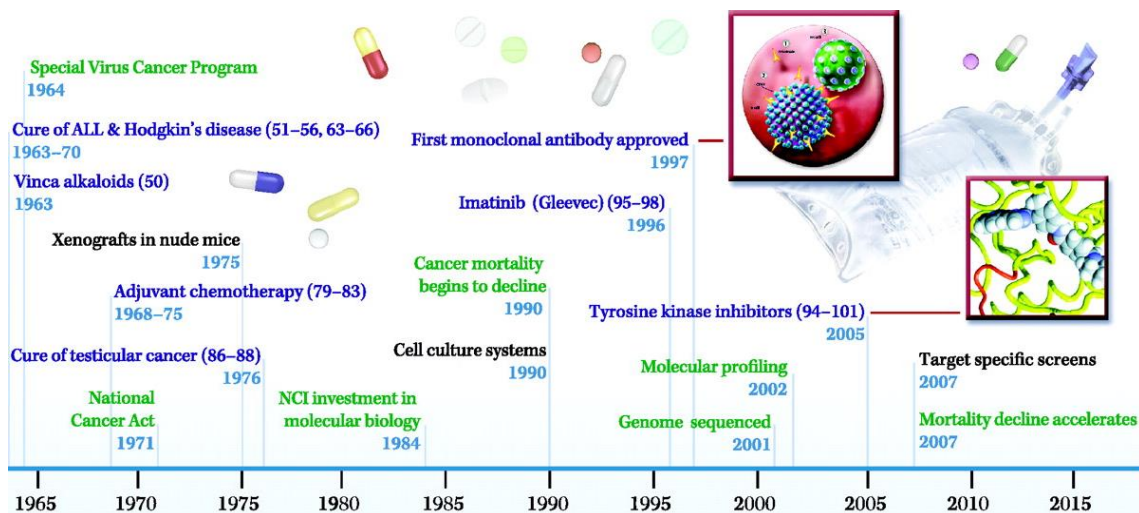 Special Virus Cancer Program
1964
Cure of ALL & Hodgkin's disease (51–56, 63–66)
1963–70
Vinca alkaloids (50)
1963
Xenografts in nude mice
1975
Adjuvant chemotherapy (79–83)
1968–75
Cure of testicular cancer (86–88)
1976
National
Cancer Act
1971
NCI investment in
molecular biology
1984
Cancer mortality
begins to decline
1990
Cell culture systems
1990
First monoclonal antibody approved
1997
Imatinib (Gleevec) (95–98)
1996
Tyrosine kinase inhibitors (94–101)
2005
Molecular profiling
2002
Genome sequenced
2001
Target specific screens
2007
Mortality decline accelerates
2007
1965 1970 1975 1980 1985 1990 1995 2000 2005 2010 2015